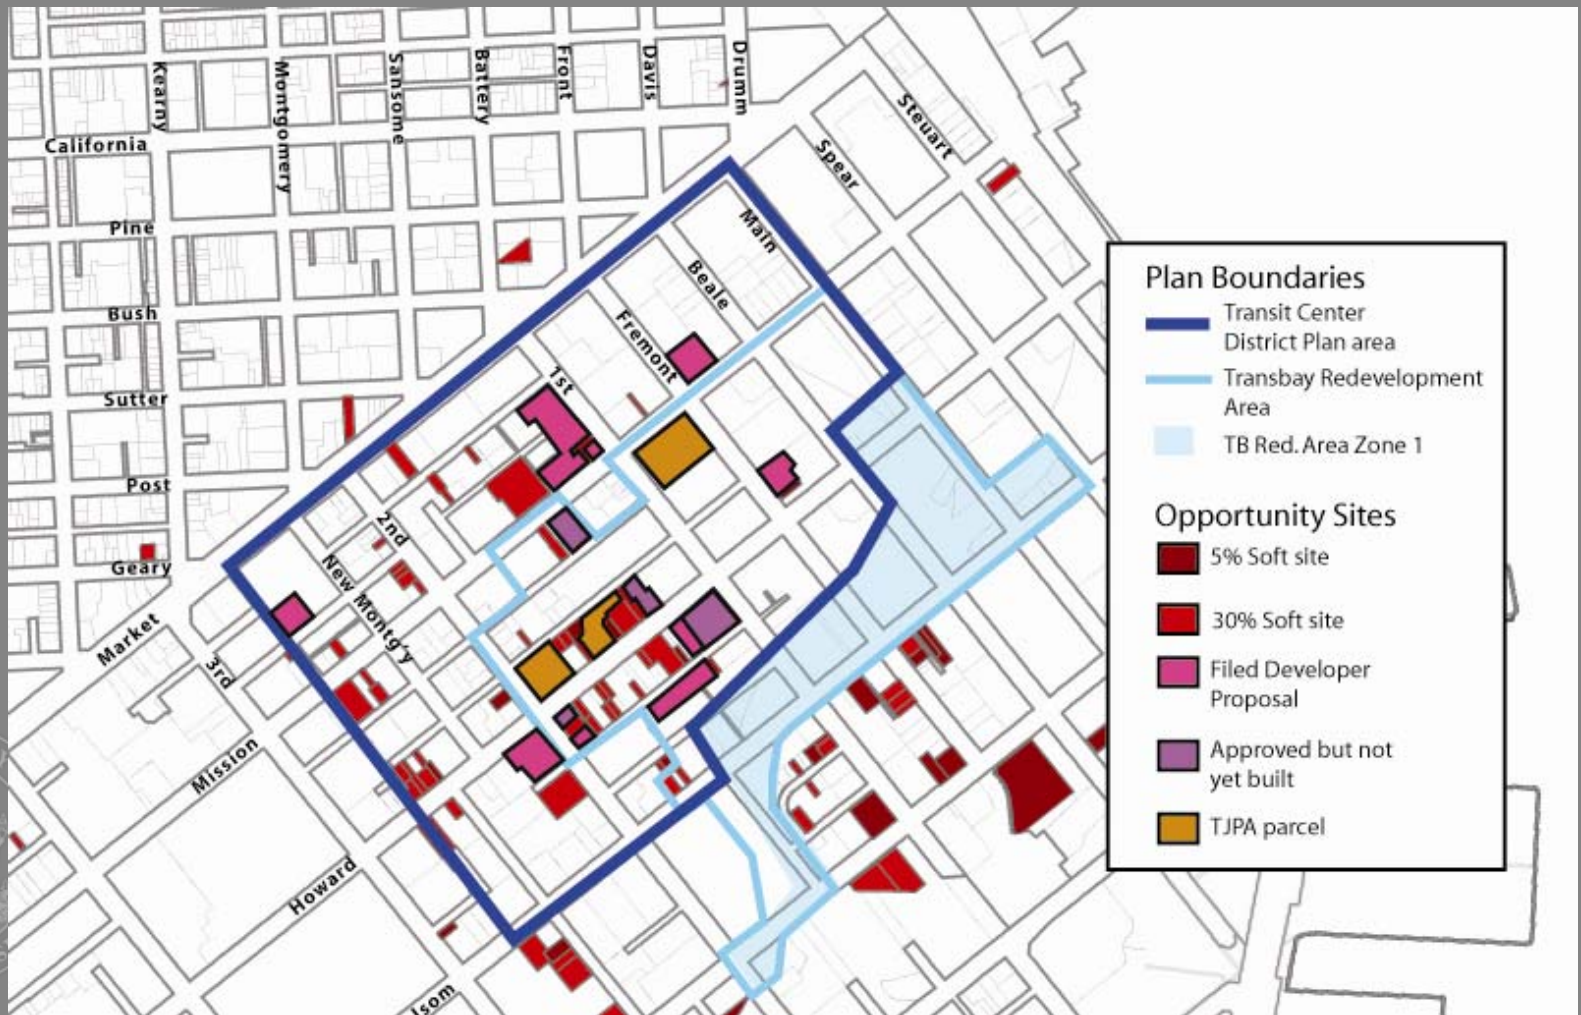 Kearny
Montgomery
Sansome
Battery
Front
Davis
Drumm
California
Pine
Bush
Sutter
Post
Geary
Market
Mission
Howard
Steuart
Spear
Main
Beale
Fremont
1st
2nd
New Montg'y
3rd
Plan Boundaries
Transit Center
District Plan area
Transbay Redevelopment
Area
TB Red. Area Zone 1
Opportunity Sites
5% Soft site
30% Soft site
Filed Developer
Proposal
Approved but not
yet built
TJPA parcel
lsom